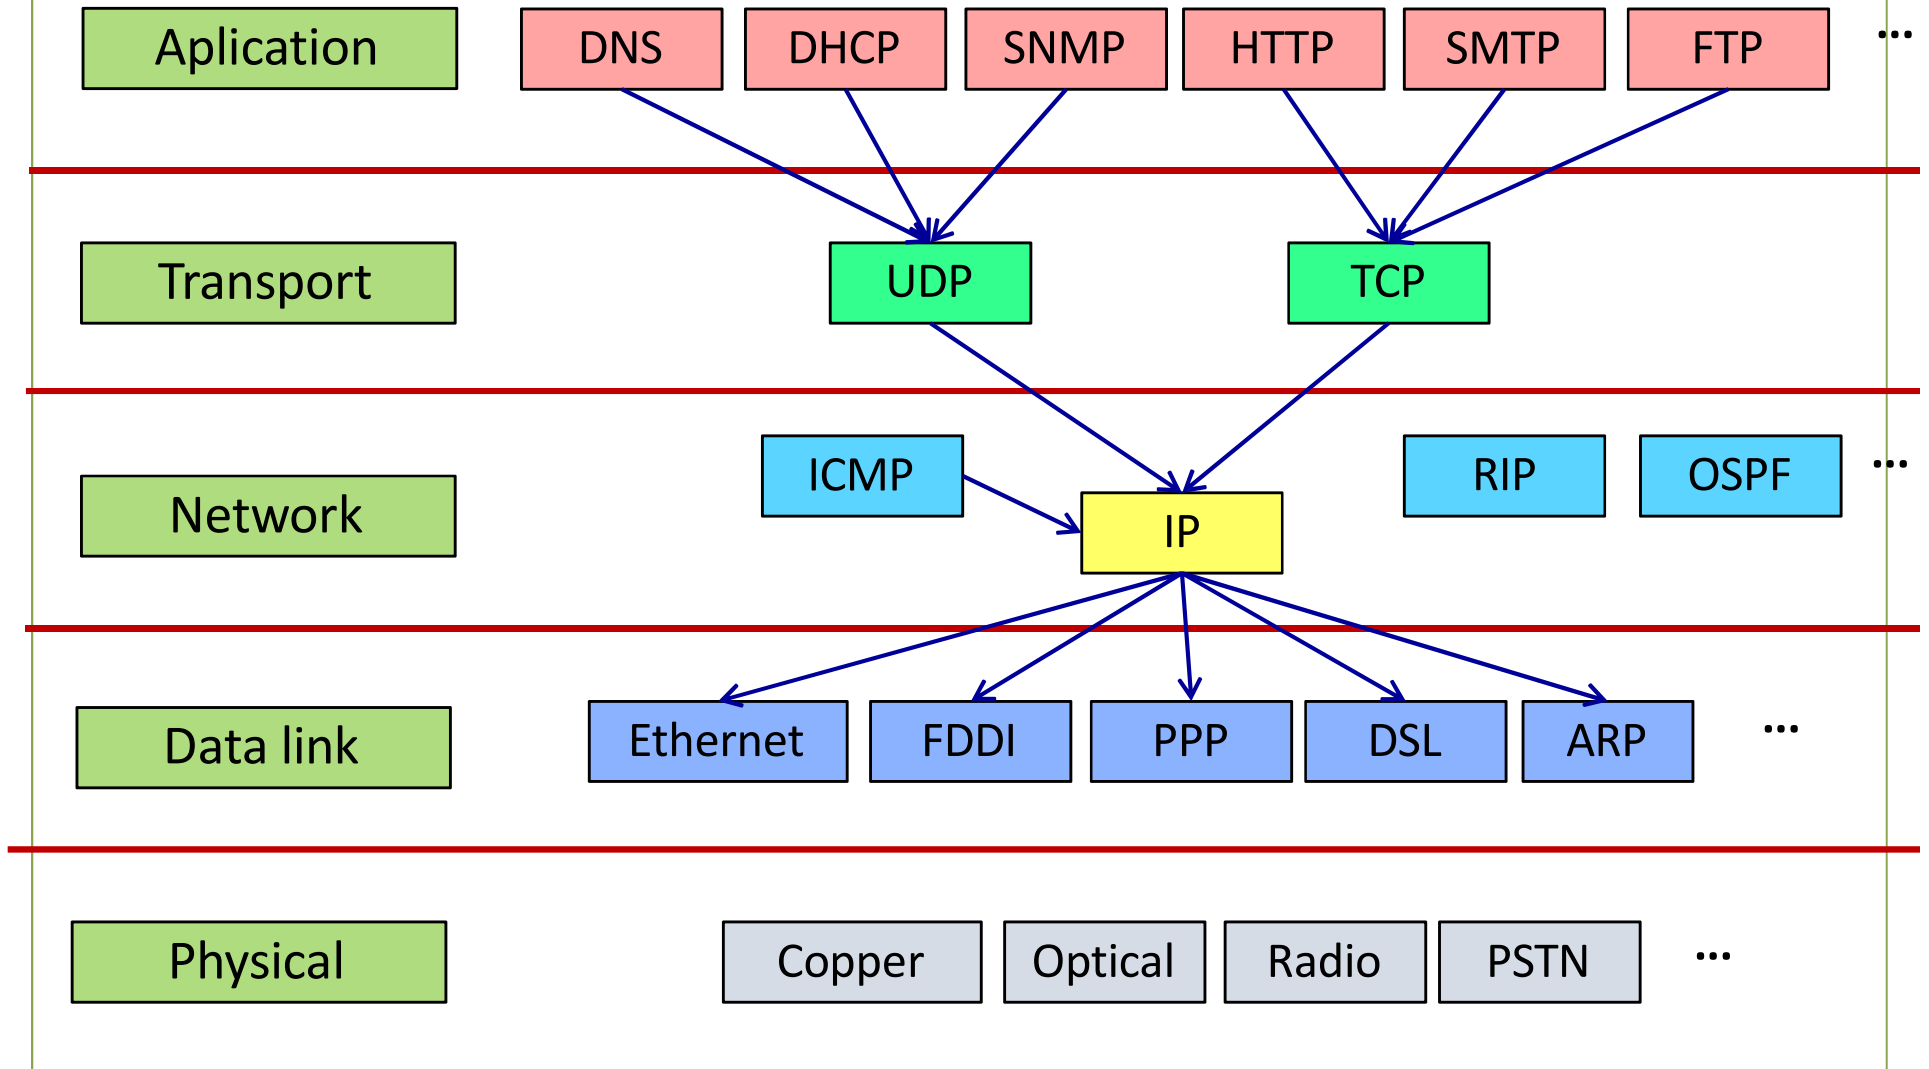 Aplication
DNS
DHCP
SNMP
HTTP
SMTP
FTP
...
Transport
UDP
TCP
Network
ICMP
IP
RIP
OSPF
...
Data link
Ethernet
FDDI
PPP
DSL
ARP
...
Physical
Copper
Optical
Radio
PSTN
...